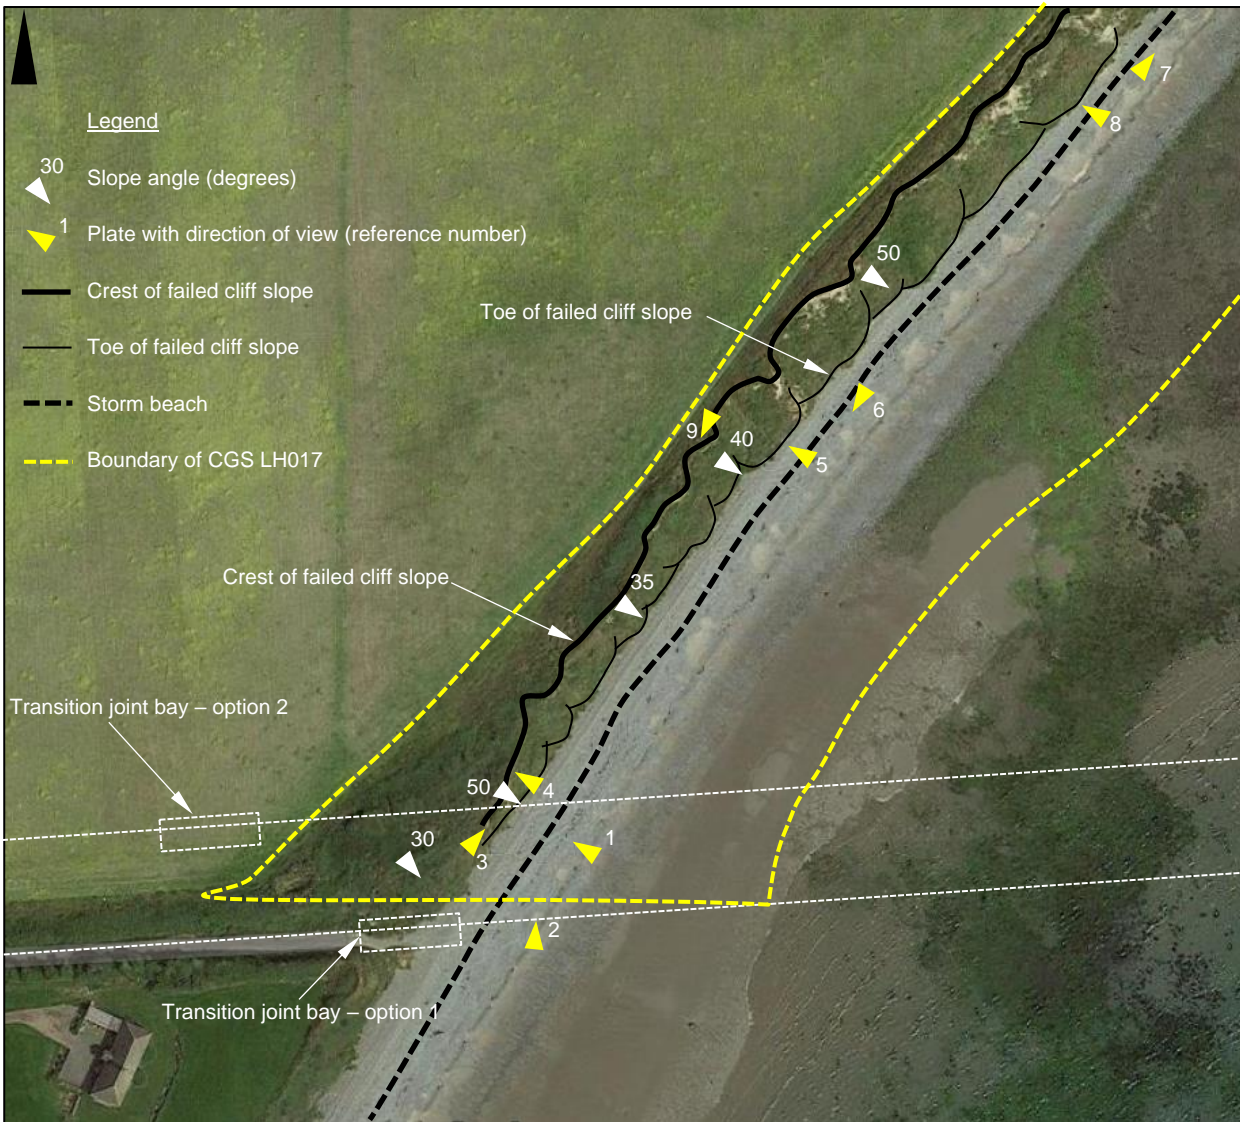 Legend
30
Slope angle (degrees)
1
Plate with direction of view (reference number)
Crest of failed cliff slope
Toe of failed cliff slope
Storm beach
Boundary of CGS LH017
7
8
50
Toe of failed cliff slope
6
9
40
5
35
Crest of failed cliff slope
Transition joint bay – option 2
50
4
30
3
1
2
Transition joint bay – option 1